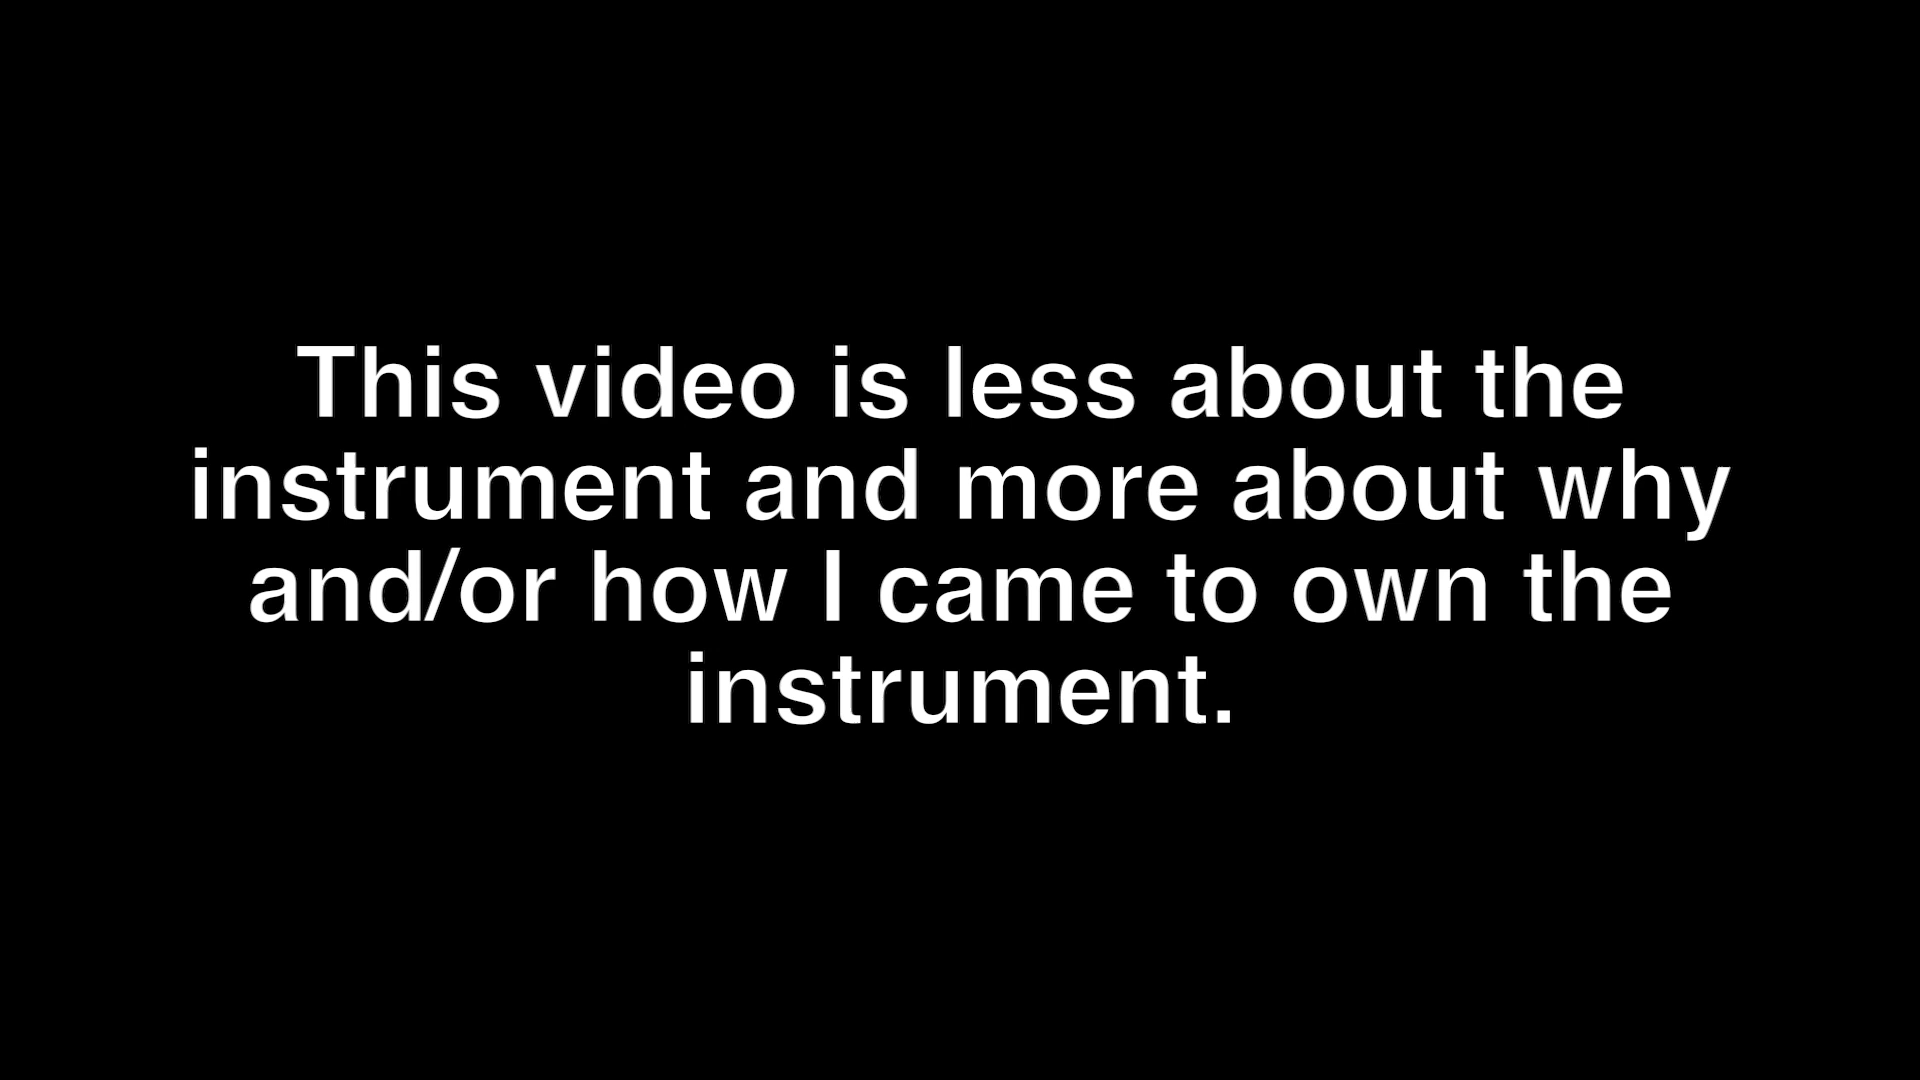 This video is less about the
instrument and more about why
and/or how I came to own the
instrument.